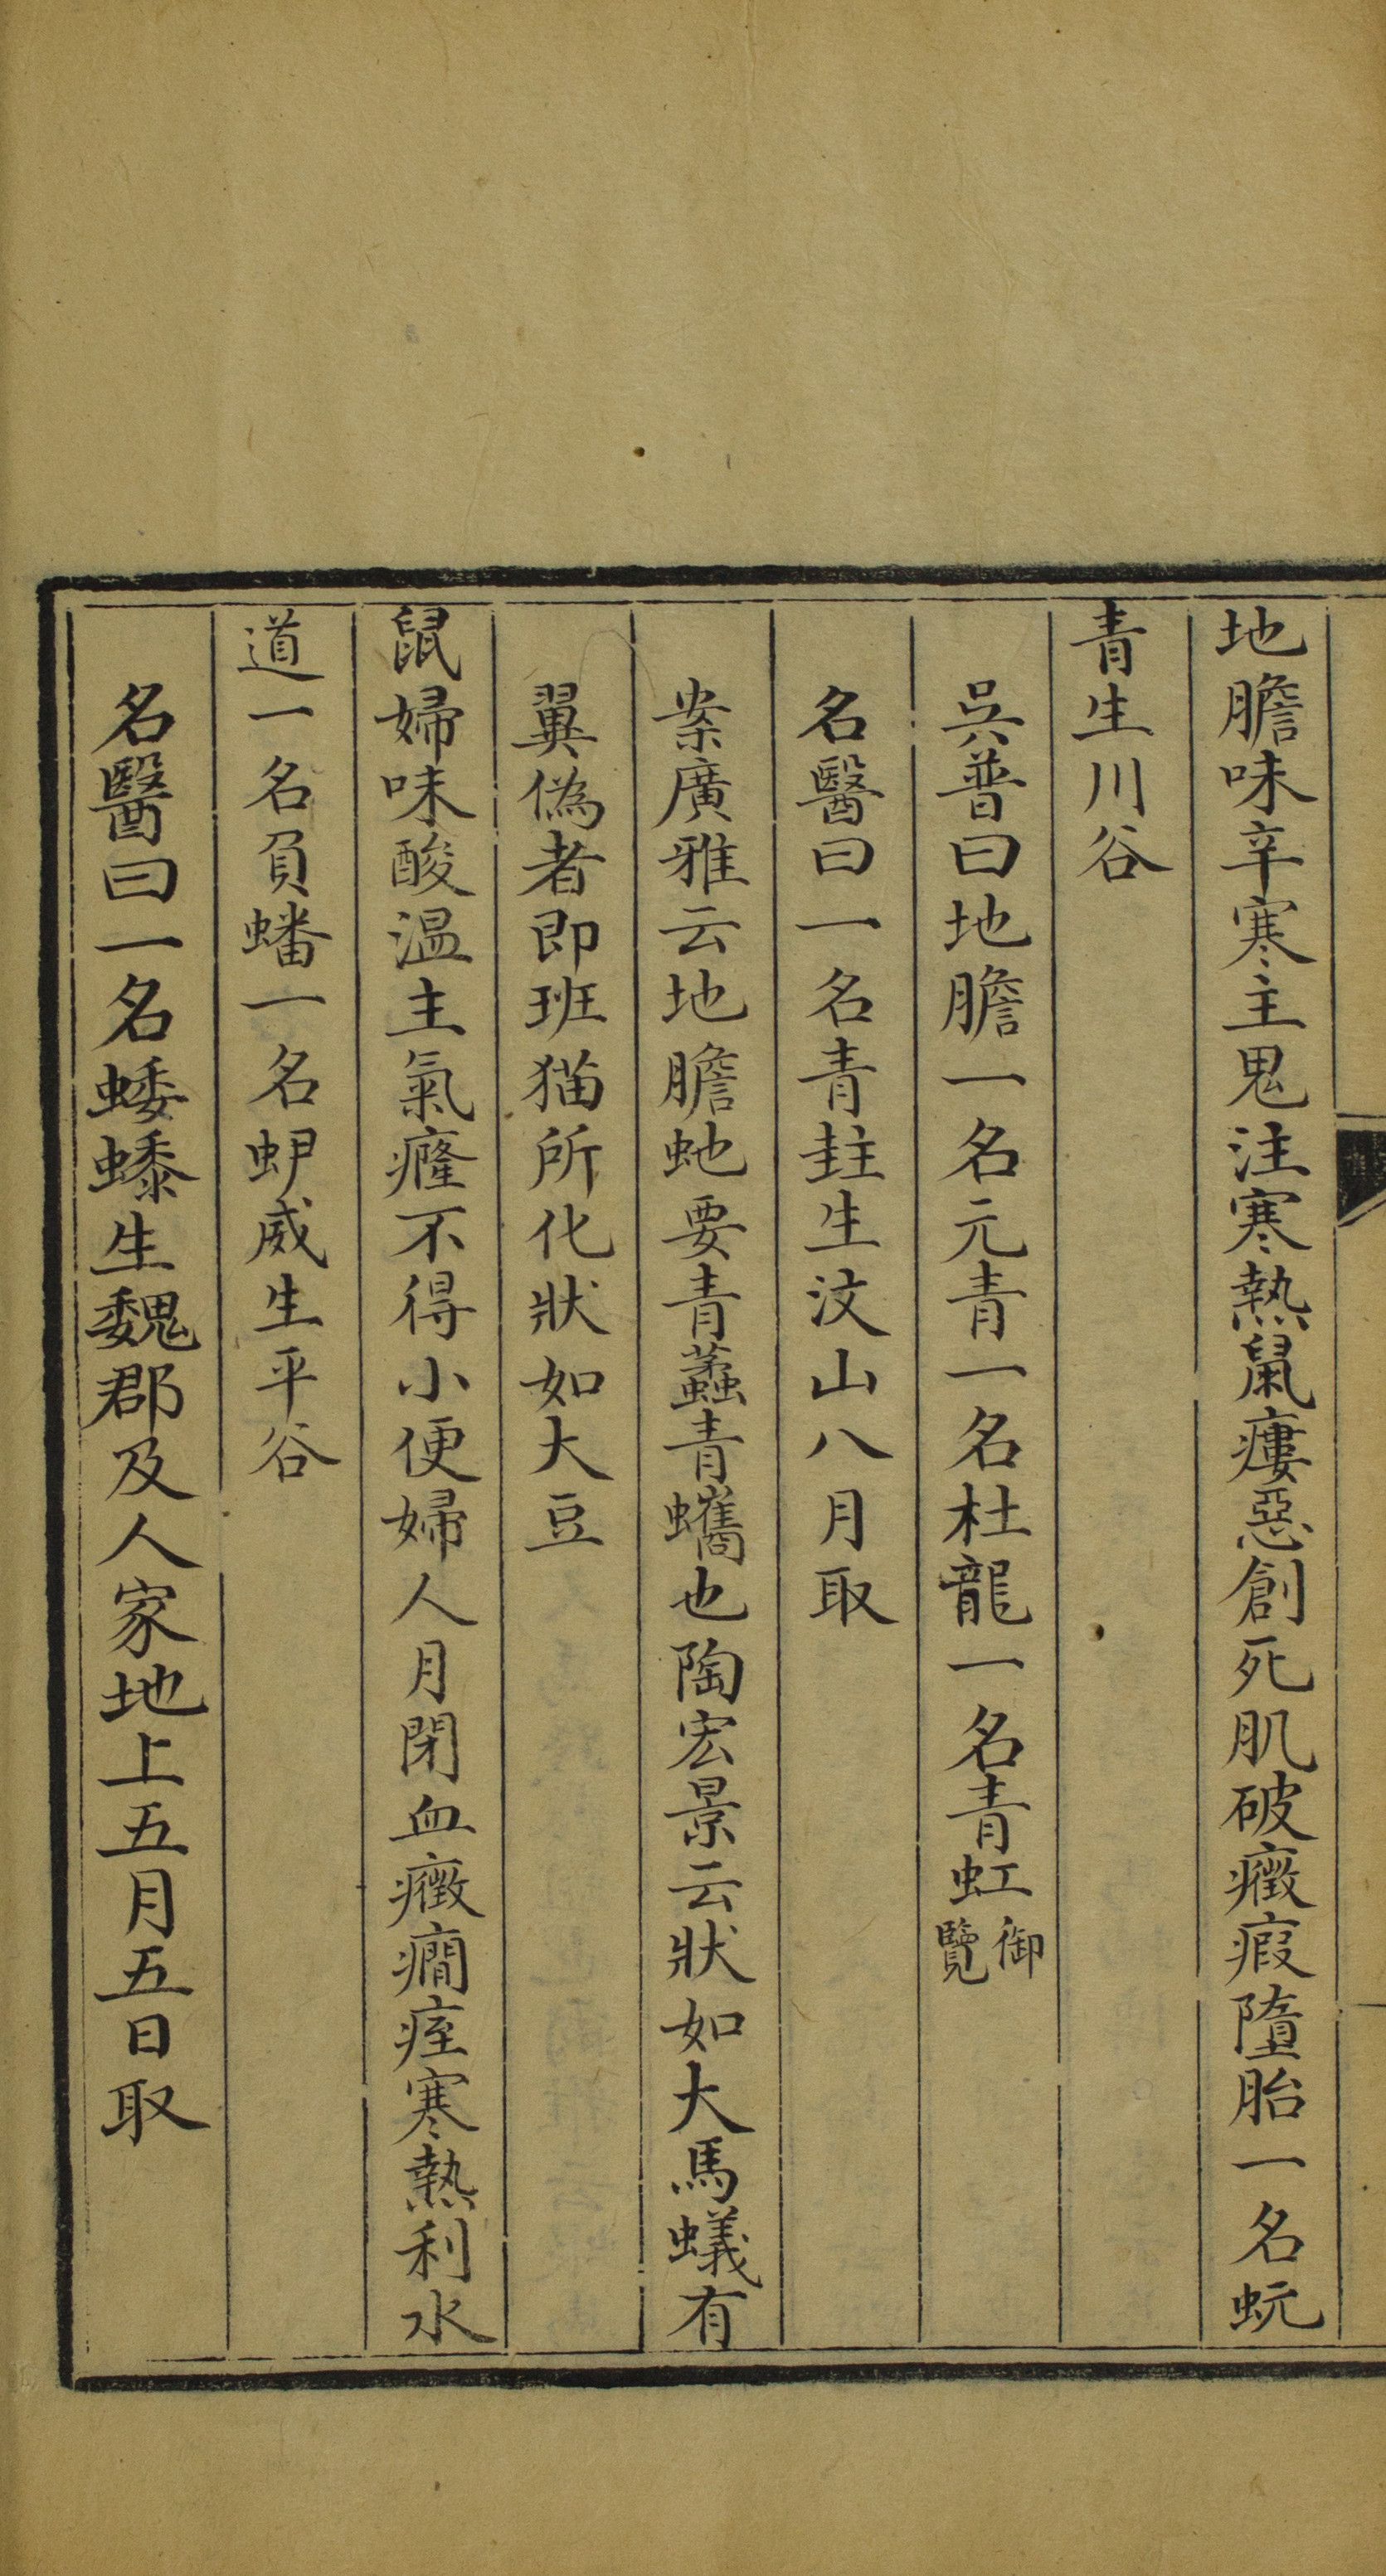 地膽味辛寒主鬼注寒熱鼠瘻惡創死肌破癥瘕墮胎一名蚖
青生川谷
吳普曰地膽一名元青一名杜龍一名青虹御覽
名醫曰一名青蛙生汶山八月取
案廣雅云地膽虵要青蠚青蠵也陶宏景云狀如大馬蟻有
翼偽者即班猫所化狀如大豆
鼠婦味酸溫主氣癃不得小便婦人月閉血癥癎痓寒熱利水
道一名負蟠一名蛜威生平谷
名醫曰一名蜲𧐖生魏郡及人家地上五月五日取